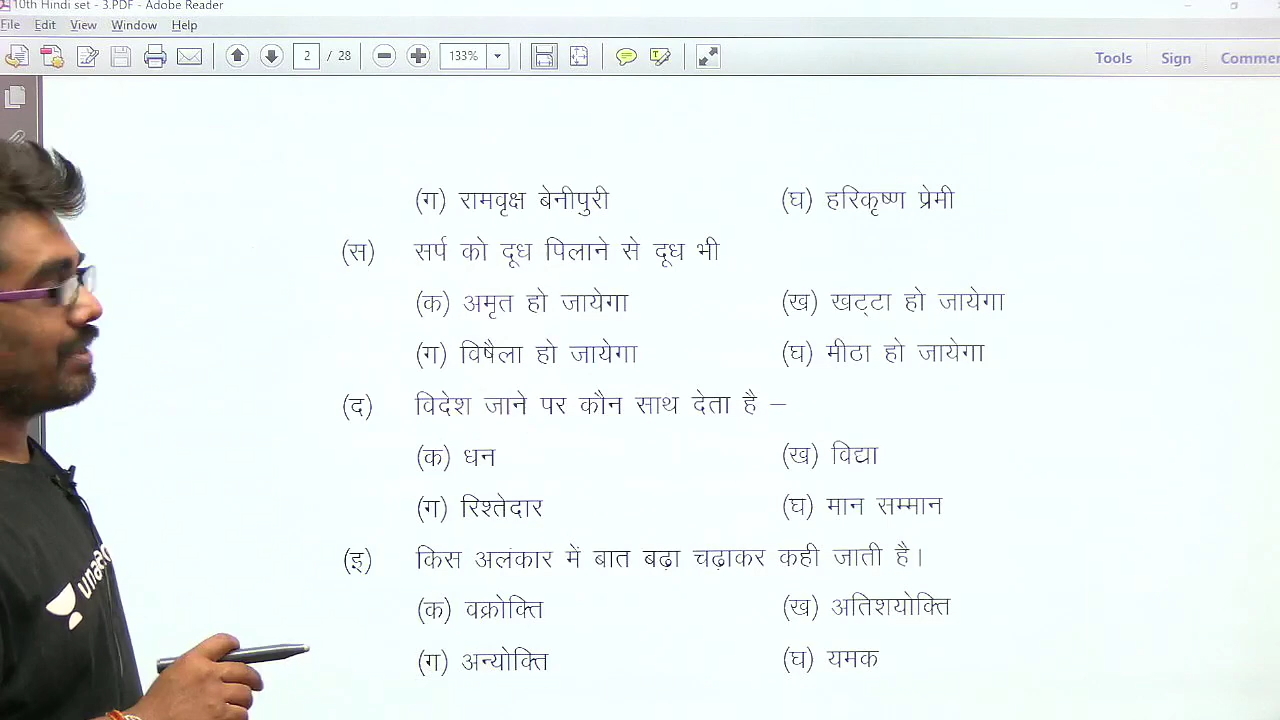 10th Hindi set - 3.PDF - Adobe Reader
File Edit View Window Help
2 / 28 133% Tools Sign
(ग) रामवृक्ष बेनीपुरी (घ) हरिकृष्ण प्रेमी
(स) सर्प को दूध पिलाने से दूध भी
(क) अमृत हो जायेगा (ख) खट्टा हो जायेगा
(ग) विषैला हो जायेगा (घ) मीठा हो जायेगा
(द) विदेश जाने पर कौन साथ देता है –
(क) धन (ख) विद्या
(ग) रिश्तेदार (घ) मान सम्मान
(इ) किस अलंकार में बात बढ़ा चढ़ाकर कही जाती है।
(क) वक्रोक्ति (ख) अतिशयोक्ति
(ग) अन्योक्ति (घ) यमक